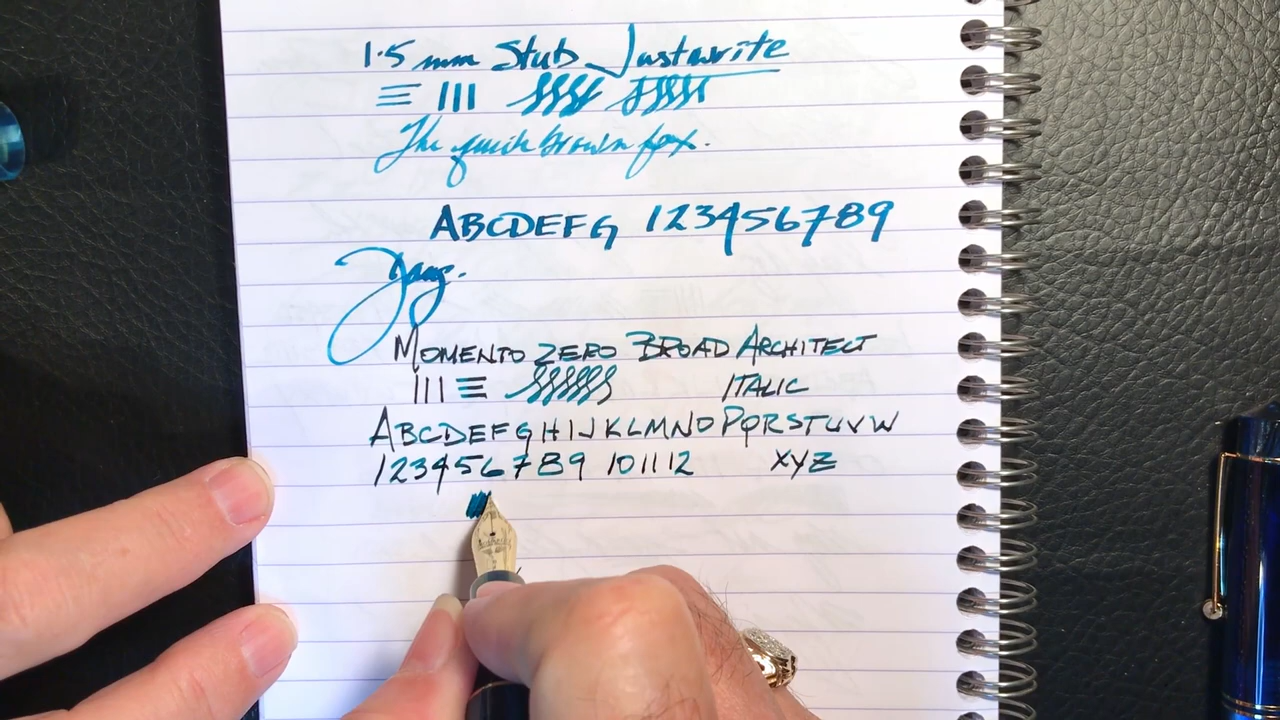 1.5 mm Stub Justwrite
The quick brown fox.
ABCDEFG 123456789
MOMENTO ZERO BROAD ARCHITECT
ITALIC
ABCDEFGHIJKLMNOPQRSTUVW
123456789 10 11 12 XYZ